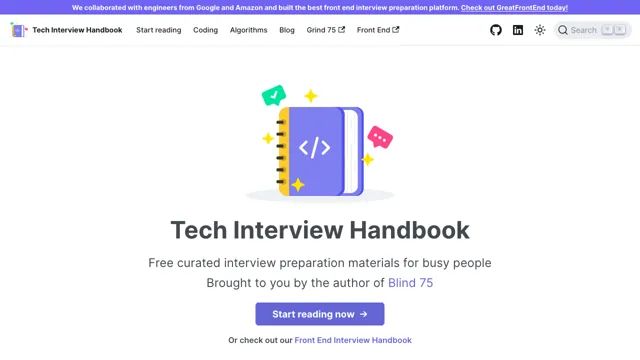 We collaborated with engineers from Google and Amazon and built the best front end interview preparation platform. Check out GreatFrontEnd today!
Tech Interview Handbook Start reading Coding Algorithms Blog Grind 75 Front End Search ⌘ K
</>
Tech Interview Handbook
Free curated interview preparation materials for busy people
Brought to you by the author of Blind 75
Start reading now →
Or check out our Front End Interview Handbook